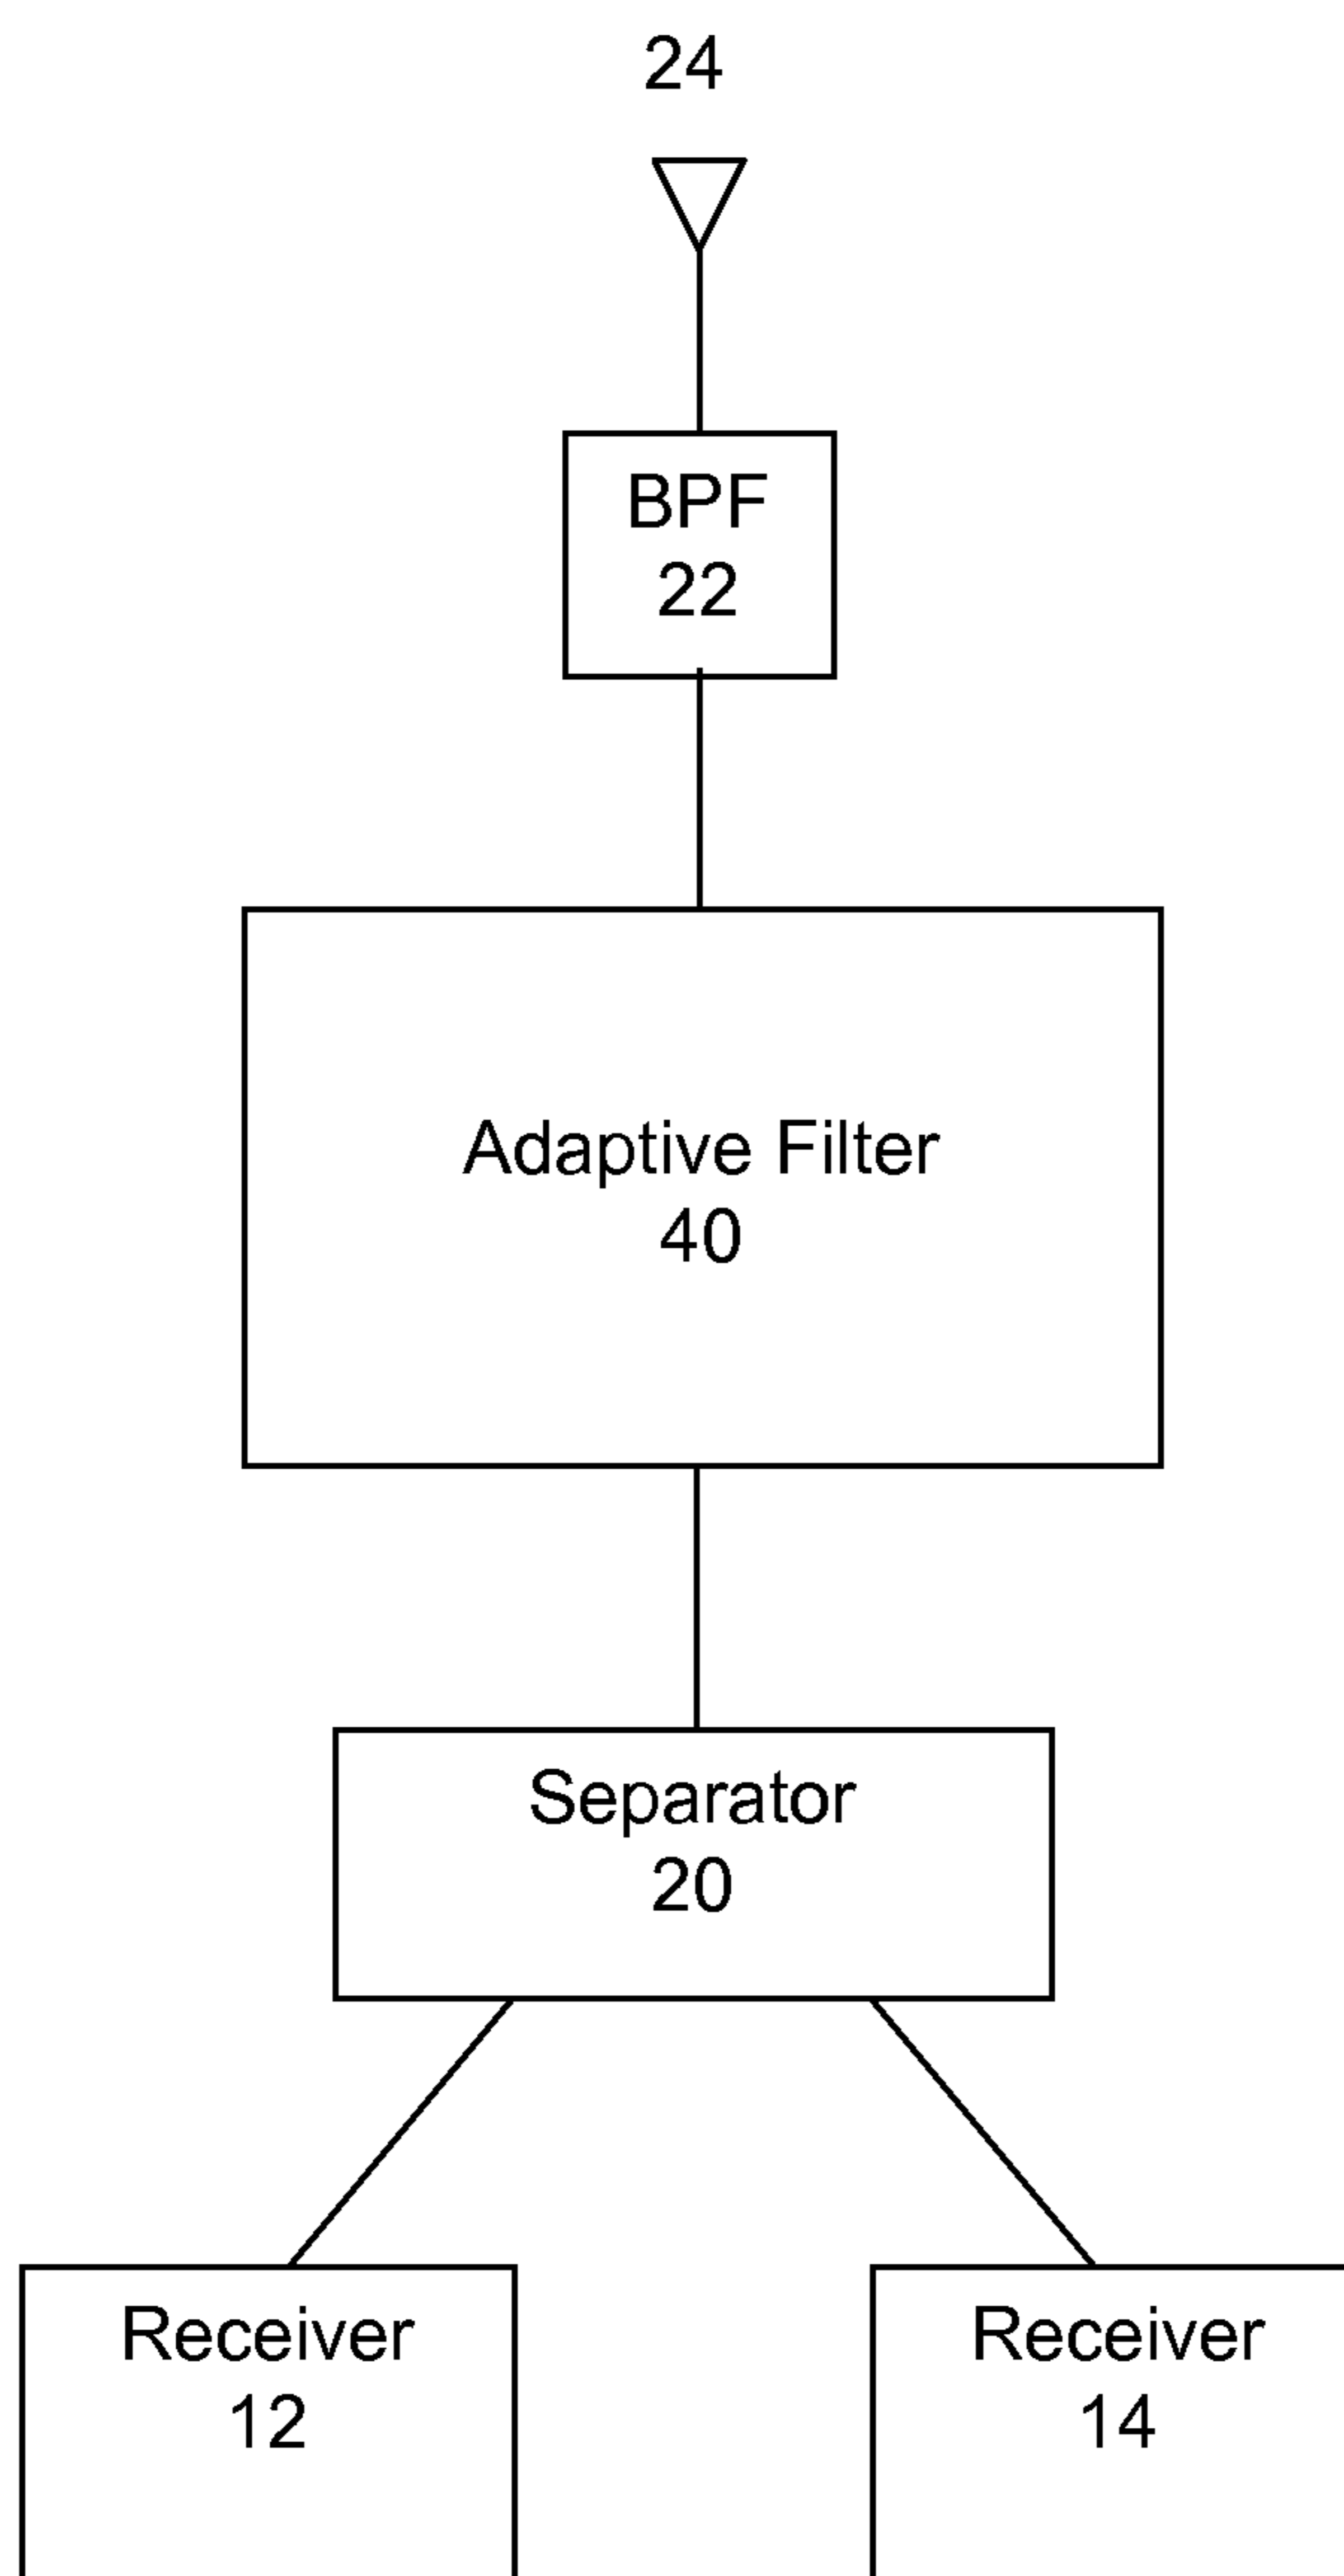 24
BPF
22
Adaptive Filter
40
Separator
20
Receiver
12
Receiver
14